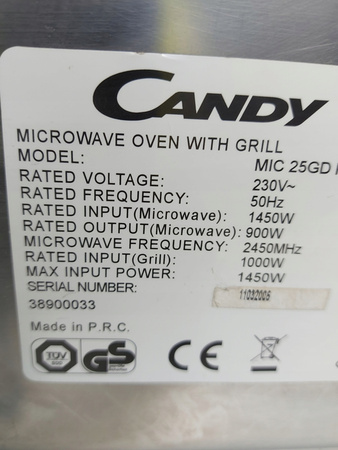 CANDY
MICROWAVE OVEN WITH GRILL
MODEL: MIC 25GD
RATED VOLTAGE: 230V~
RATED FREQUENCY: 50Hz
RATED INPUT(Microwave): 1450W
RATED OUTPUT(Microwave): 900W
MICROWAVE FREQUENCY: 2450MHz
RATED INPUT(Grill): 1000W
MAX INPUT POWER: 1450W
SERIAL NUMBER:
38900033
Made in P.R.C.
TÜV
GS
CE